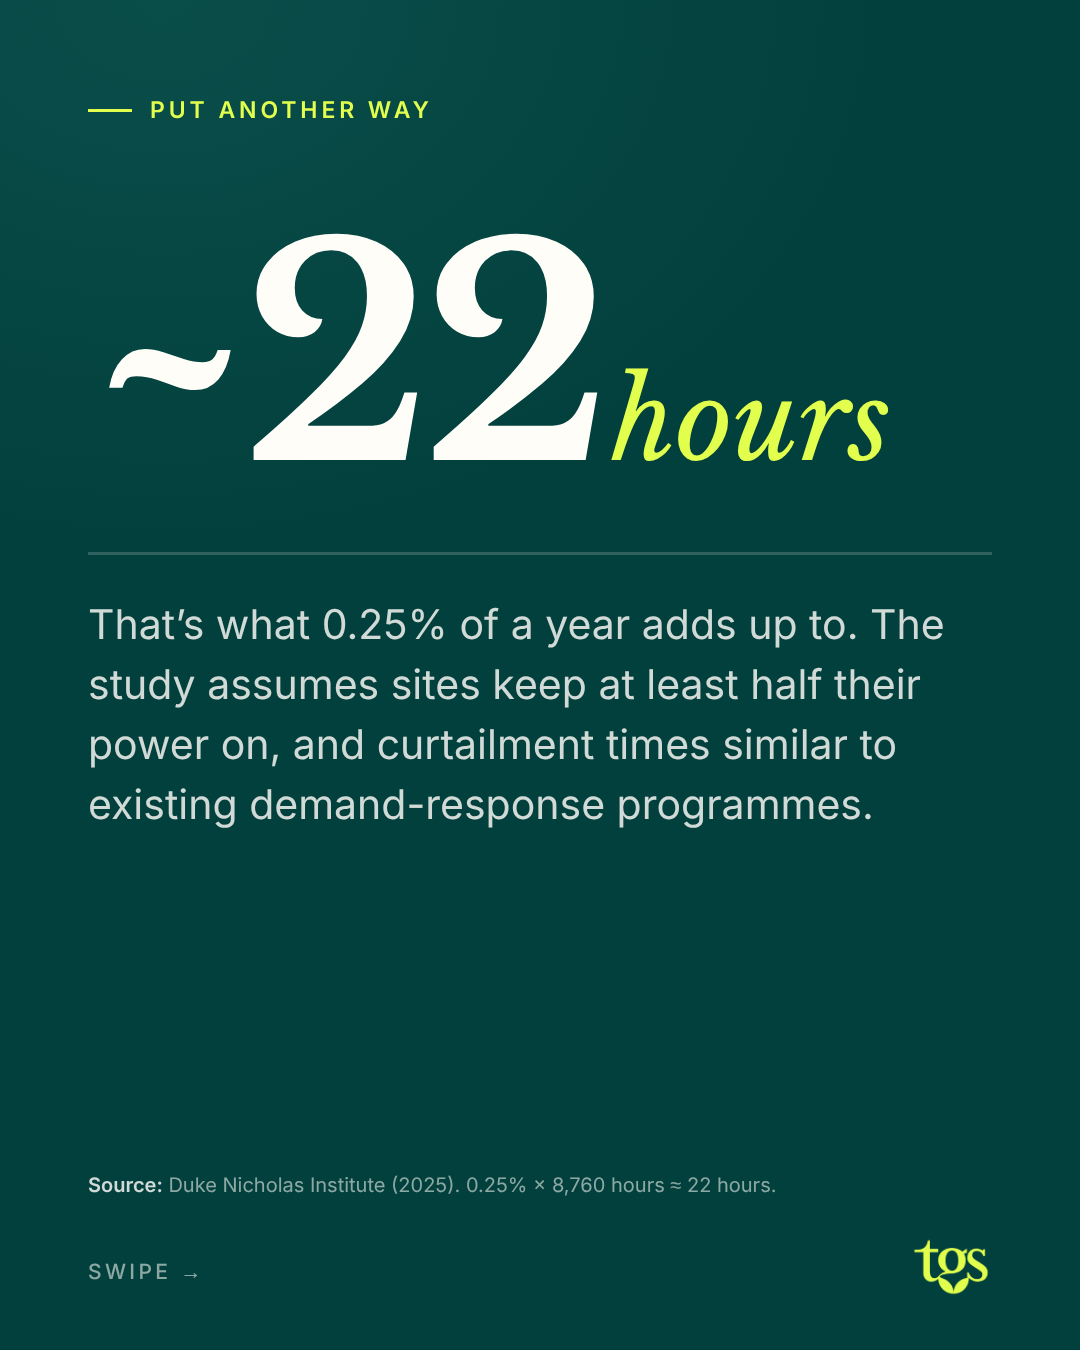 PUT ANOTHER WAY
~22 hours
That’s what 0.25% of a year adds up to. The
study assumes sites keep at least half their
power on, and curtailment times similar to
existing demand-response programmes.
Source: Duke Nicholas Institute (2025). 0.25% × 8,760 hours ≈ 22 hours.
SWIPE →
tgs